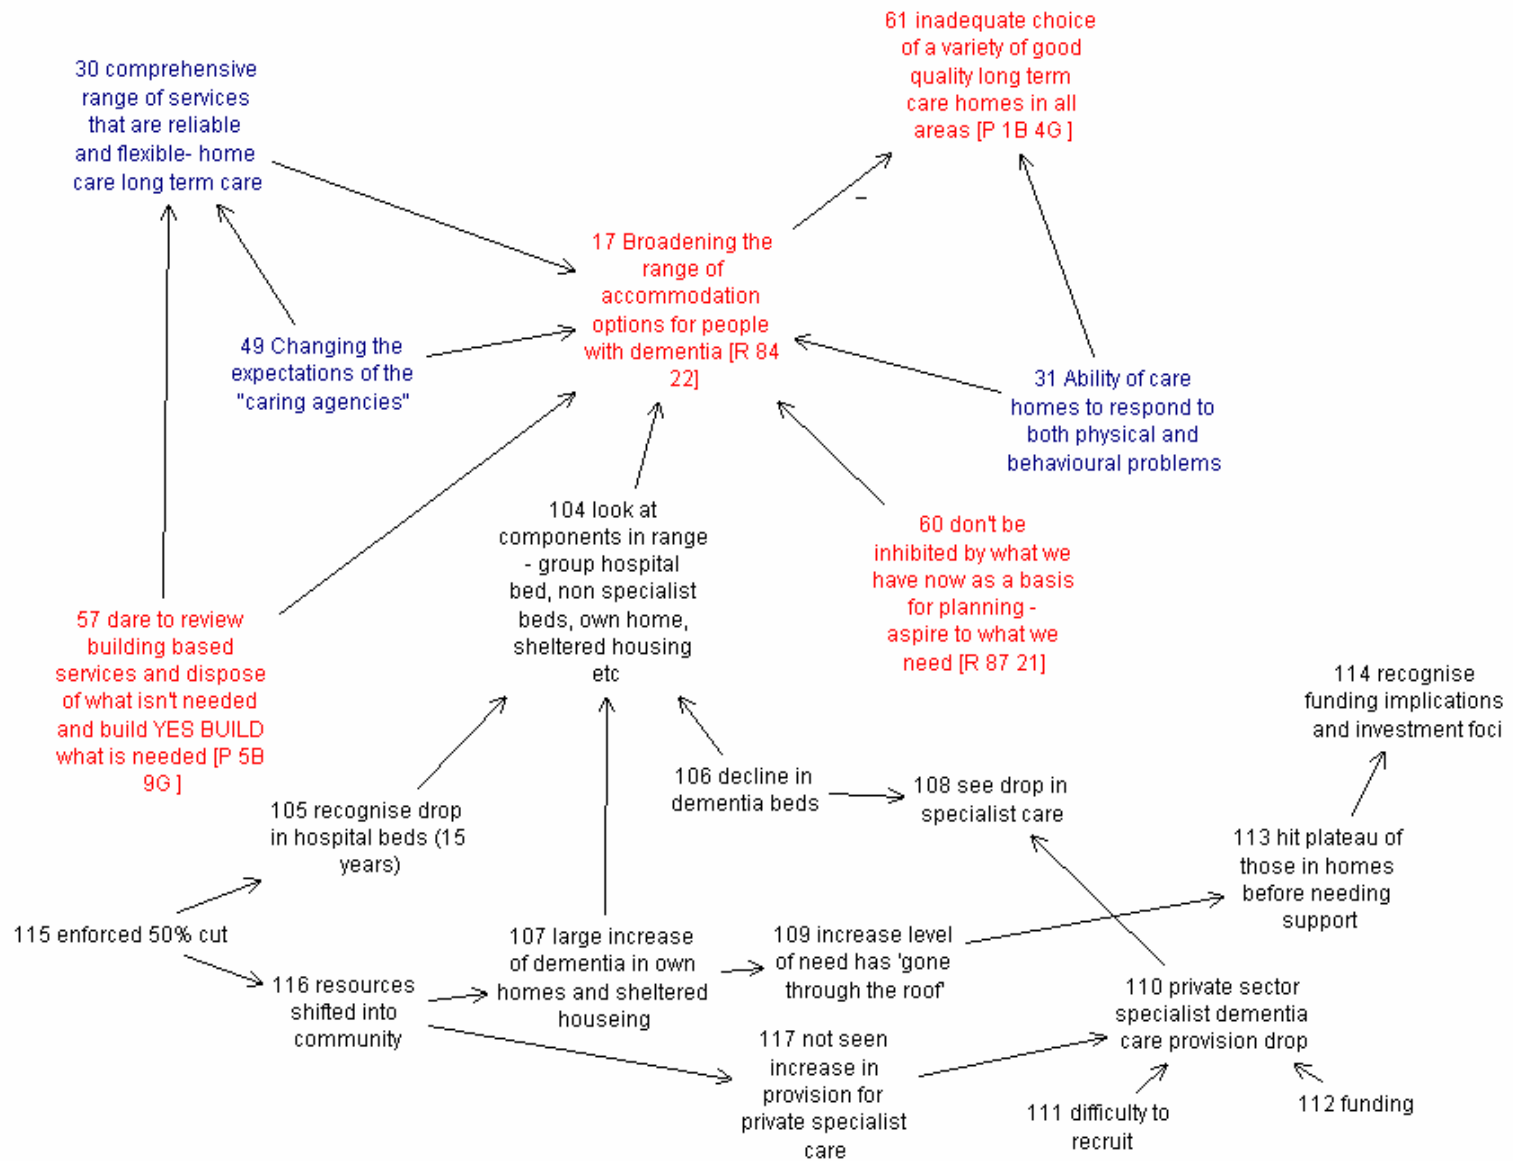 61 inadequate choice
of a variety of good
quality long term
care homes in all
areas [P 1B 4G ]
30 comprehensive
range of services
that are reliable
and flexible- home
care long term care
–
17 Broadening the
range of
accommodation
options for people
with dementia [R 84
22]
49 Changing the
expectations of the
"caring agencies"
31 Ability of care
homes to respond to
both physical and
behavioural problems
104 look at
components in range
- group hospital
bed, non specialist
beds, own home,
sheltered housing
etc
60 don't be
inhibited by what we
have now as a basis
for planning -
aspire to what we
need [R 87 21]
57 dare to review
building based
services and dispose
of what isn't needed
and build YES BUILD
what is needed [P 5B
9G ]
114 recognise
funding implications
and investment foci
106 decline in
dementia beds
108 see drop in
specialist care
105 recognise drop
in hospital beds (15
years)
113 hit plateau of
those in homes
before needing
support
115 enforced 50% cut
107 large increase
of dementia in own
homes and sheltered
houseing
109 increase level
of need has 'gone
through the roof'
116 resources
shifted into
community
110 private sector
specialist dementia
care provision drop
117 not seen
increase in
provision for
private specialist
care
111 difficulty to
recruit
112 funding